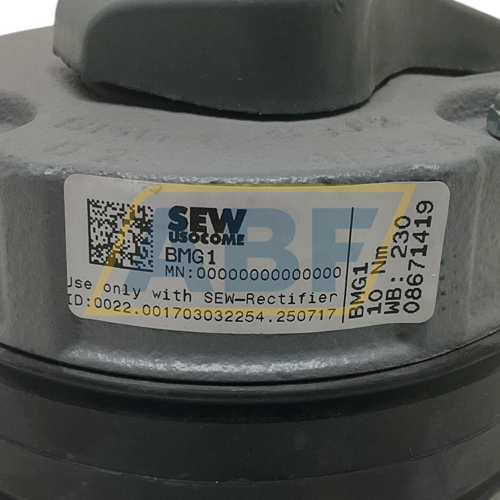 SEW
USOCOME
BMG1
MN:00000000000000
Use only with SEW-Rectifier
ID:0022.001703032254.250717
BMG1
10 Nm
WB: 230
08671419
ABF